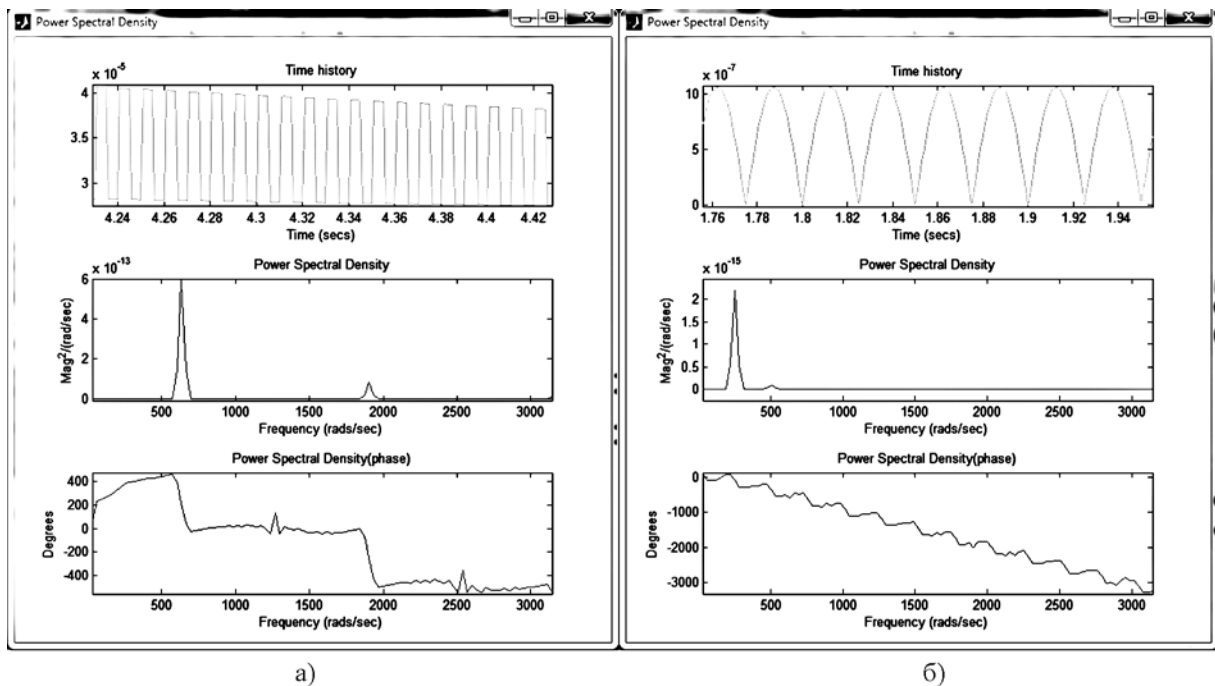 Power Spectral Density
Time history
x 10^-5
4
3.5
3
4.24 4.26 4.28 4.3 4.32 4.34 4.36 4.38 4.4 4.42
Time (secs)
Power Spectral Density
x 10^-13
Mag^2/(rad/sec)
6
4
2
0
500 1000 1500 2000 2500 3000
Frequency (rads/sec)
Power Spectral Density(phase)
Degrees
400
200
0
-200
-400
500 1000 1500 2000 2500 3000
Frequency (rads/sec)
а)
Power Spectral Density
Time history
x 10^-7
10
5
0
1.76 1.78 1.8 1.82 1.84 1.86 1.88 1.9 1.92 1.94
Time (secs)
Power Spectral Density
x 10^-15
Mag^2/(rad/sec)
2
1.5
1
0.5
0
500 1000 1500 2000 2500 3000
Frequency (rads/sec)
Power Spectral Density(phase)
Degrees
0
-1000
-2000
-3000
500 1000 1500 2000 2500 3000
Frequency (rads/sec)
б)